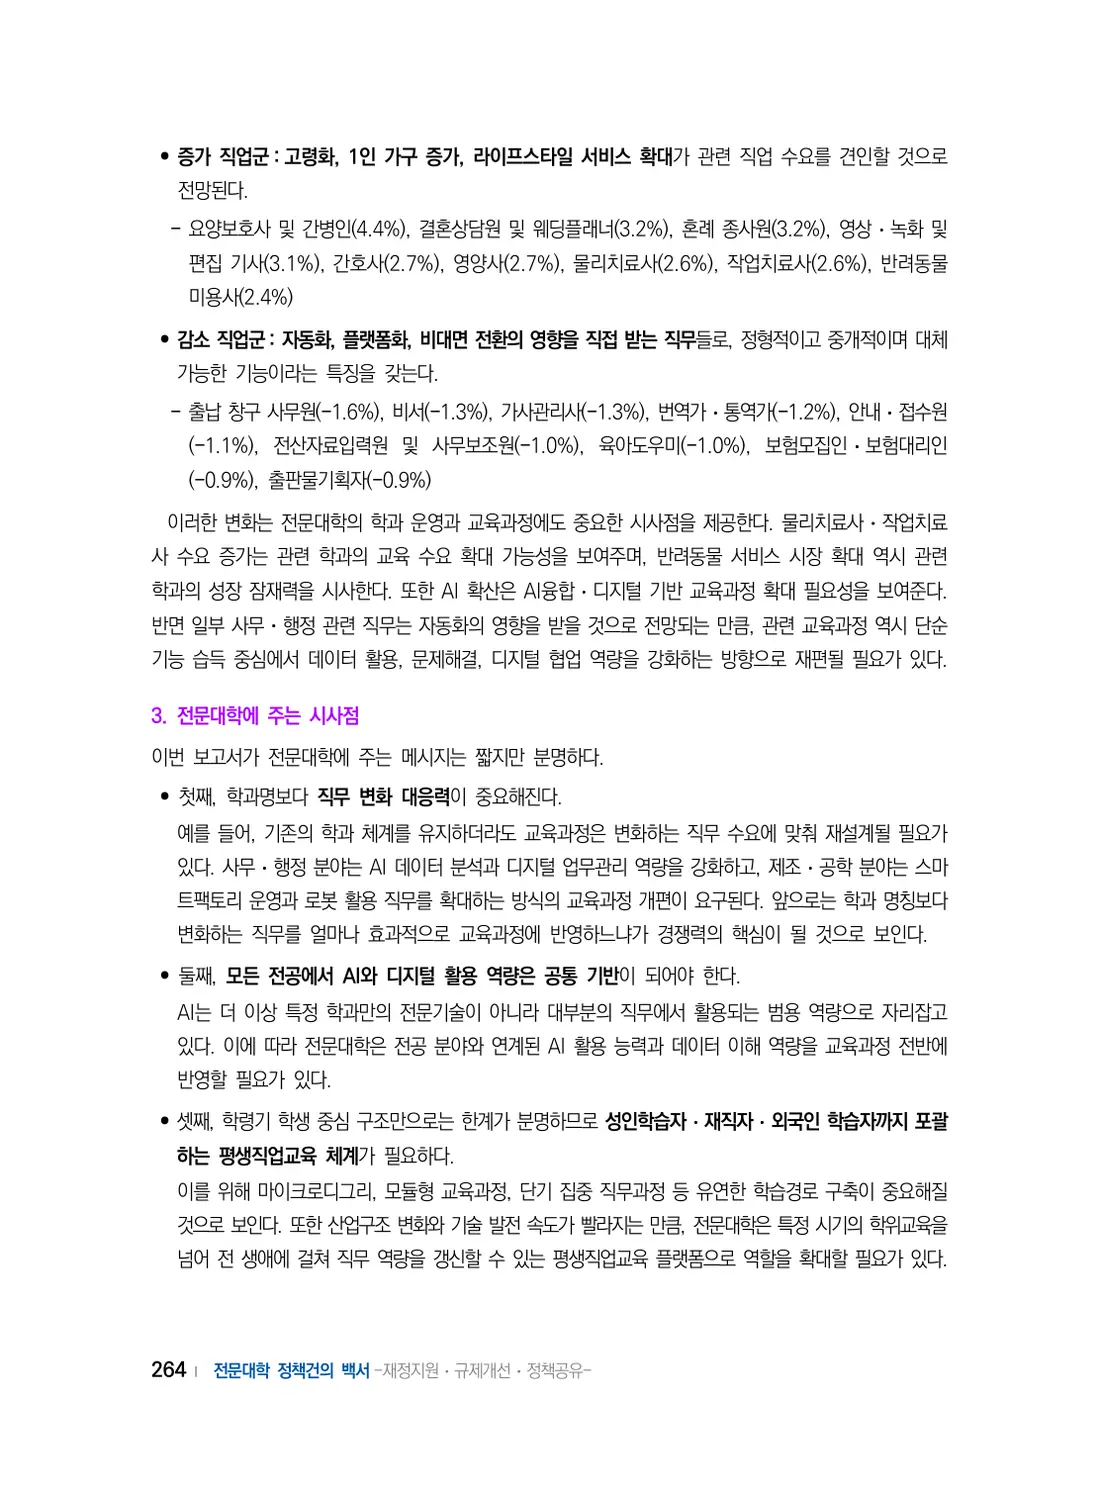 • 증가 직업군 : 고령화, 1인 가구 증가, 라이프스타일 서비스 확대가 관련 직업 수요를 견인할 것으로
전망된다.
- 요양보호사 및 간병인(4.4%), 결혼상담원 및 웨딩플래너(3.2%), 혼례 종사원(3.2%), 영상·녹화 및
편집 기사(3.1%), 간호사(2.7%), 영양사(2.7%), 물리치료사(2.6%), 작업치료사(2.6%), 반려동물
미용사(2.4%)
• 감소 직업군 : 자동화, 플랫폼화, 비대면 전환의 영향을 직접 받는 직무들로, 정형적이고 중개적이며 대체
가능한 기능이라는 특징을 갖는다.
- 출납 창구 사무원(-1.6%), 비서(-1.3%), 가사관리사(-1.3%), 번역가·통역가(-1.2%), 안내·접수원
(-1.1%), 전산자료입력원 및 사무보조원(-1.0%), 육아도우미(-1.0%), 보험모집인·보험대리인
(-0.9%), 출판물기획자(-0.9%)
이러한 변화는 전문대학의 학과 운영과 교육과정에도 중요한 시사점을 제공한다. 물리치료사·작업치료
사 수요 증가는 관련 학과의 교육 수요 확대 가능성을 보여주며, 반려동물 서비스 시장 확대 역시 관련
학과의 성장 잠재력을 시사한다. 또한 AI 확산은 AI융합·디지털 기반 교육과정 확대 필요성을 보여준다.
반면 일부 사무·행정 관련 직무는 자동화의 영향을 받을 것으로 전망되는 만큼, 관련 교육과정 역시 단순
기능 습득 중심에서 데이터 활용, 문제해결, 디지털 협업 역량을 강화하는 방향으로 재편될 필요가 있다.
3. 전문대학에 주는 시사점
이번 보고서가 전문대학에 주는 메시지는 짧지만 분명하다.
• 첫째, 학과명보다 직무 변화 대응력이 중요해진다.
예를 들어, 기존의 학과 체계를 유지하더라도 교육과정은 변화하는 직무 수요에 맞춰 재설계될 필요가
있다. 사무·행정 분야는 AI 데이터 분석과 디지털 업무관리 역량을 강화하고, 제조·공학 분야는 스마
트팩토리 운영과 로봇 활용 직무를 확대하는 방식의 교육과정 개편이 요구된다. 앞으로는 학과 명칭보다
변화하는 직무를 얼마나 효과적으로 교육과정에 반영하느냐가 경쟁력의 핵심이 될 것으로 보인다.
• 둘째, 모든 전공에서 AI와 디지털 활용 역량은 공통 기반이 되어야 한다.
AI는 더 이상 특정 학과만의 전문기술이 아니라 대부분의 직무에서 활용되는 범용 역량으로 자리잡고
있다. 이에 따라 전문대학은 전공 분야와 연계된 AI 활용 능력과 데이터 이해 역량을 교육과정 전반에
반영할 필요가 있다.
• 셋째, 학령기 학생 중심 구조만으로는 한계가 분명하므로 성인학습자·재직자·외국인 학습자까지 포괄
하는 평생직업교육 체계가 필요하다.
이를 위해 마이크로디그리, 모듈형 교육과정, 단기 집중 직무과정 등 유연한 학습경로 구축이 중요해질
것으로 보인다. 또한 산업구조 변화와 기술 발전 속도가 빨라지는 만큼, 전문대학은 특정 시기의 학위교육을
넘어 전 생애에 걸쳐 직무 역량을 갱신할 수 있는 평생직업교육 플랫폼으로 역할을 확대할 필요가 있다.
264 | 전문대학 정책건의 백서 -재정지원·규제개선·정책공유-